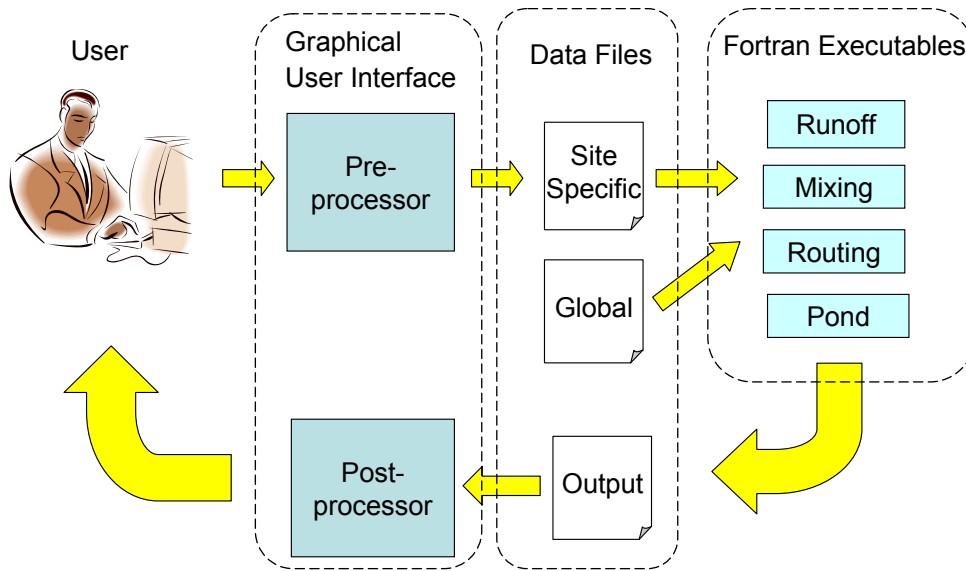 User
Graphical
User Interface
Data Files
Fortran Executables
Pre-
processor
Site
Specific
Global
Runoff
Mixing
Routing
Pond
Post-
processor
Output